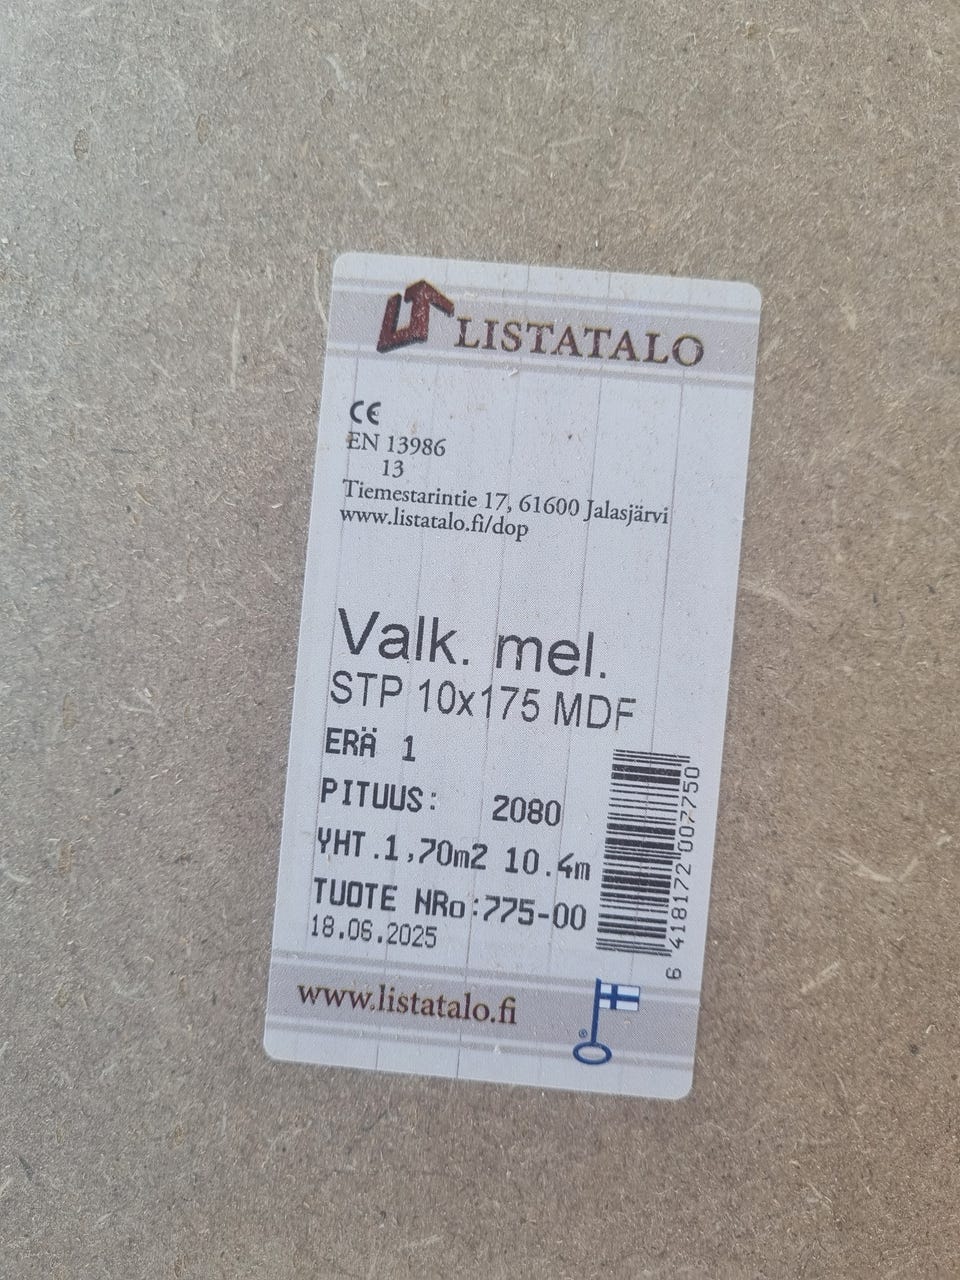 LISTATALO
CE
EN 13986
13
Tiemestarintie 17, 61600 Jalasjärvi
www.listatalo.fi/dop
Valk. mel.
STP 10x175 MDF
ERÄ 1
PITUUS: 2080
YHT.1,70m2 10.4m
TUOTE NRo:775-00
18.06.2025
6 418172 007750
www.listatalo.fi
®